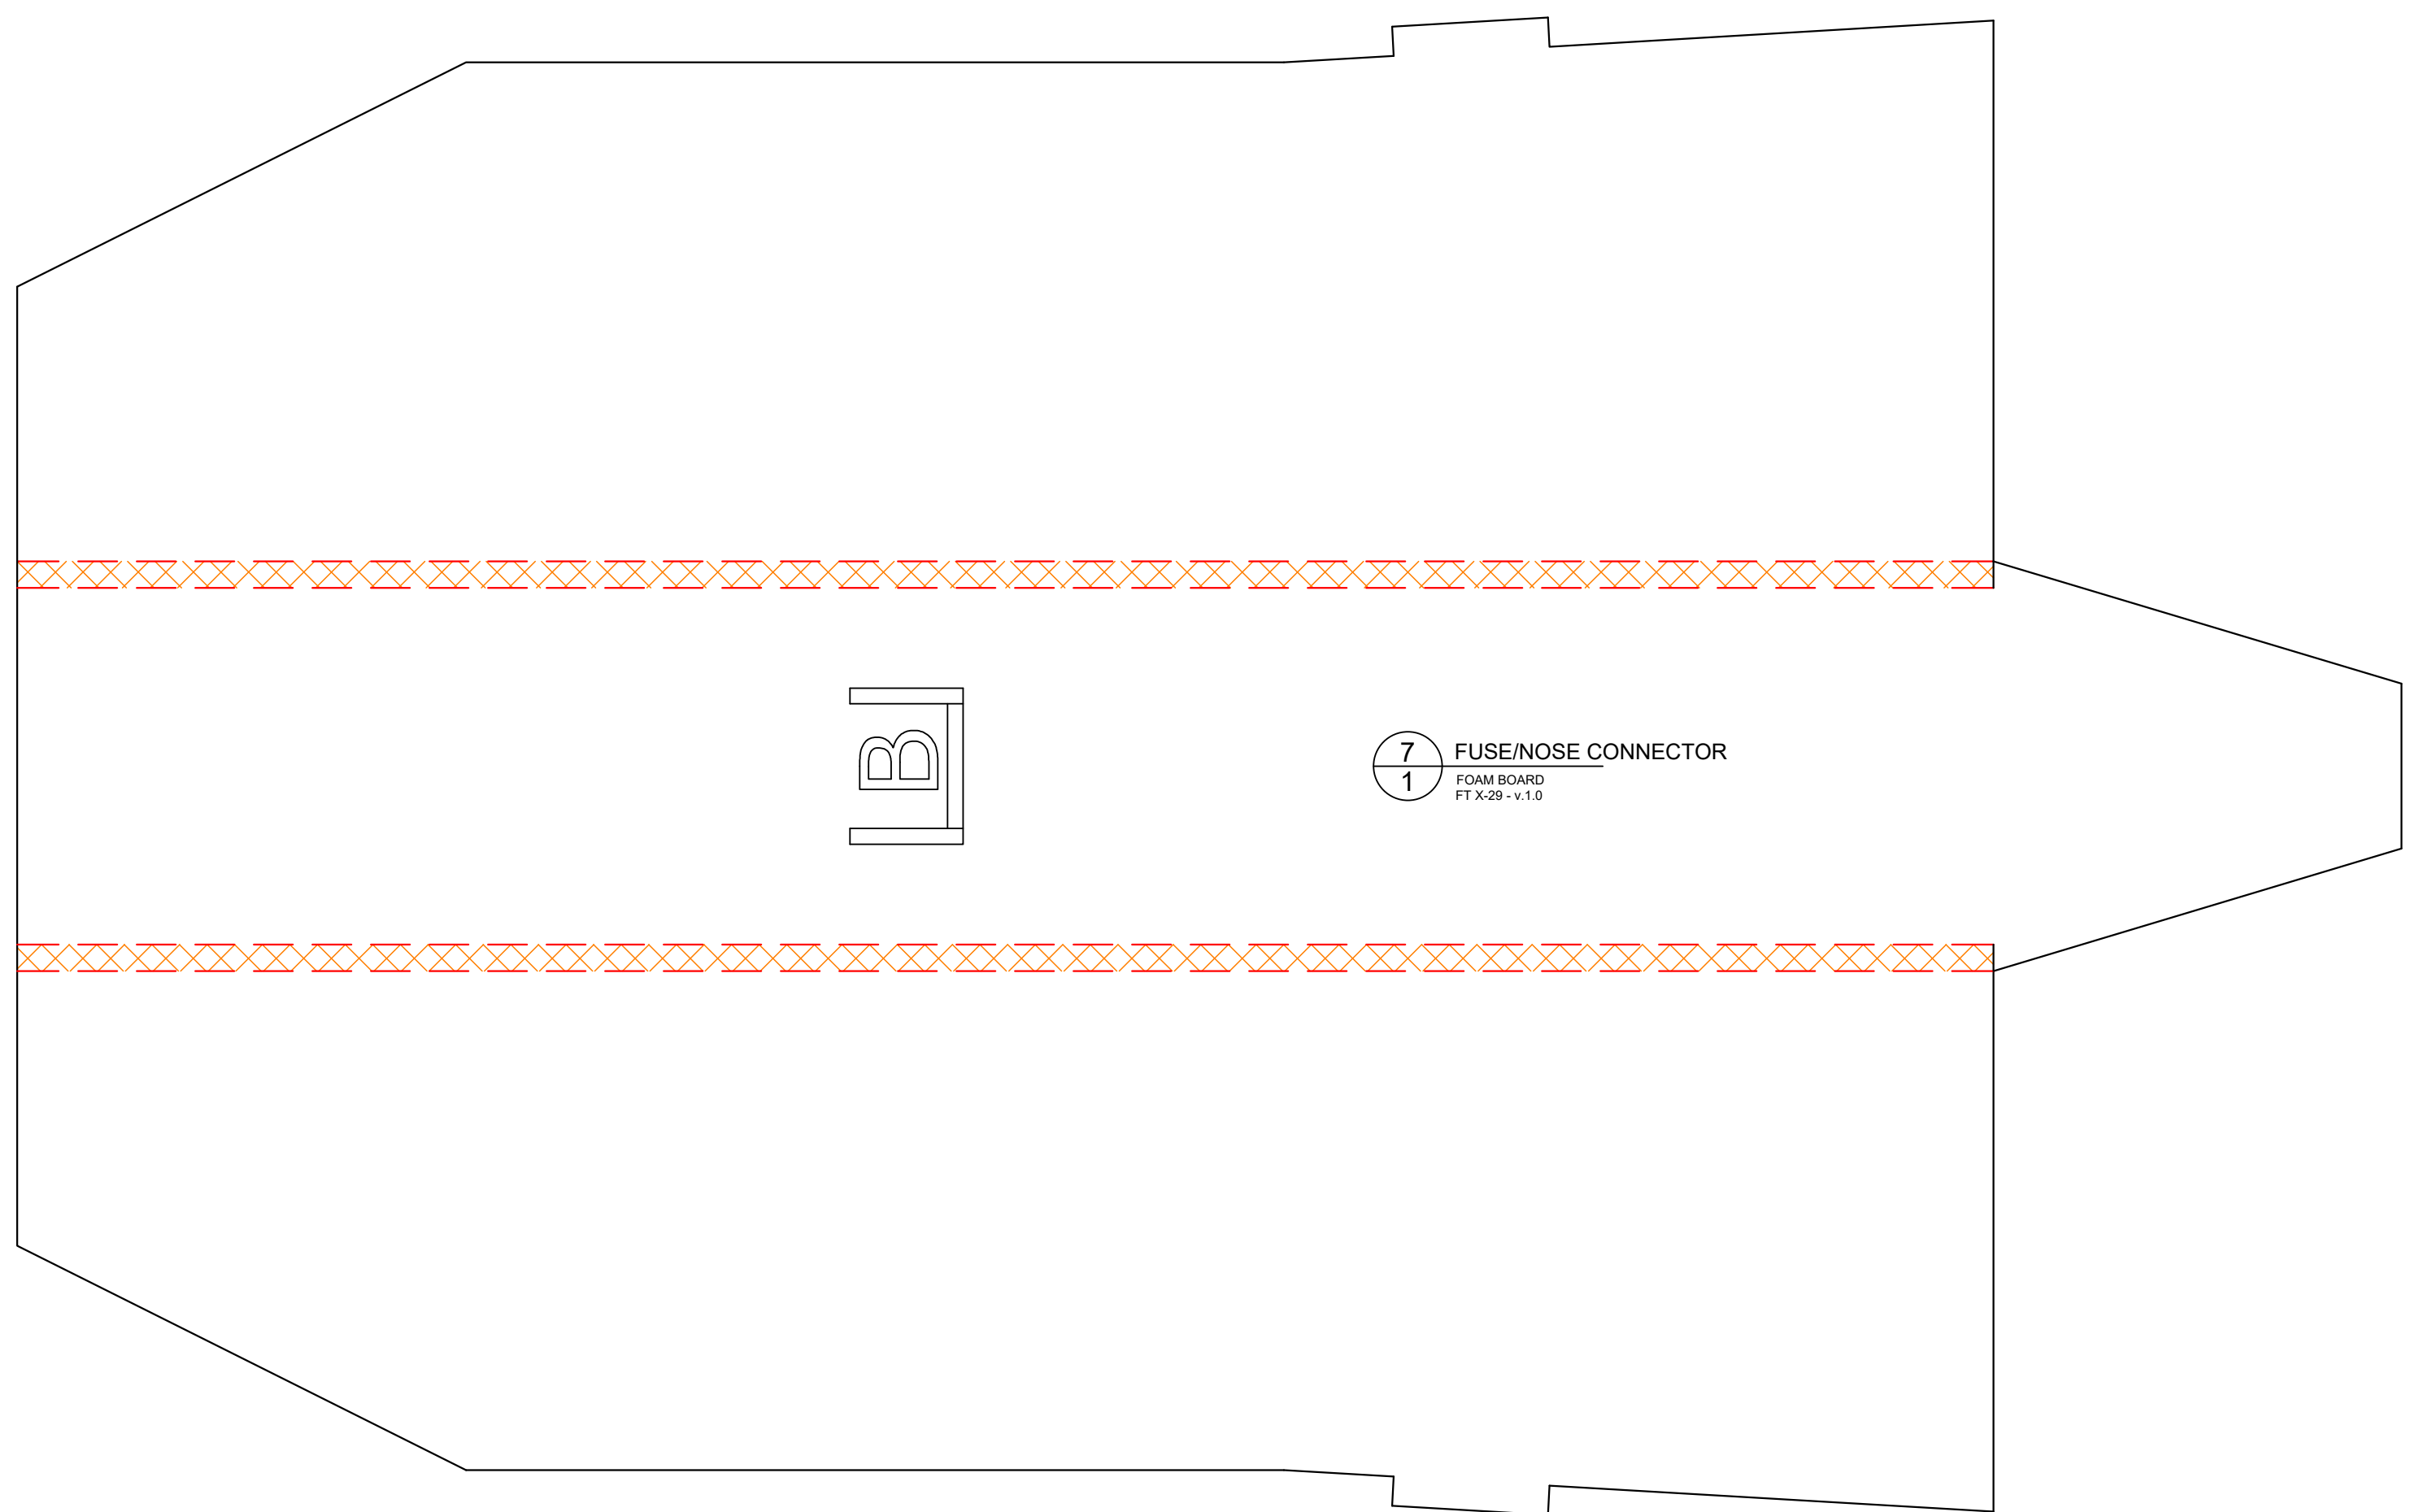 B
7
1
FUSE/NOSE CONNECTOR
FOAM BOARD
FT X-29 - v.1.0